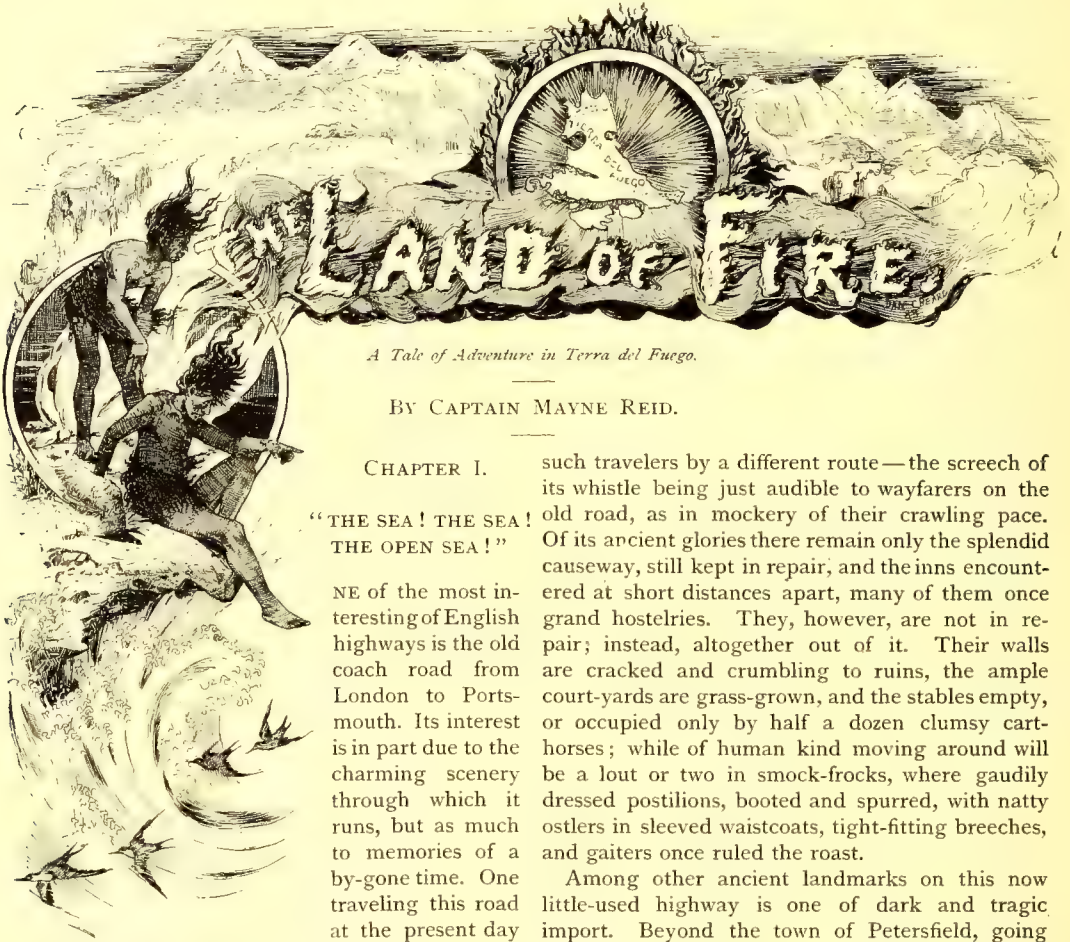 TIERRA
DEL
FUEGO
THE LAND OF FIRE.
A Tale of Adventure in Terra del Fuego.
BY CAPTAIN MAYNE REID.
CHAPTER I.
"THE SEA! THE SEA!
THE OPEN SEA!"
NE of the most in-
teresting of English
highways is the old
coach road from
London to Ports-
mouth. Its interest
is in part due to the
charming scenery
through which it
runs, but as much
to memories of a
by-gone time. One
traveling this road
at the present day
such travelers by a different route—the screech of
its whistle being just audible to wayfarers on the
old road, as in mockery of their crawling pace.
Of its ancient glories there remain only the splendid
causeway, still kept in repair, and the inns encount-
ered at short distances apart, many of them once
grand hostelries. They, however, are not in re-
pair; instead, altogether out of it. Their walls
are cracked and crumbling to ruins, the ample
court-yards are grass-grown, and the stables empty,
or occupied only by half a dozen clumsy cart-
horses; while of human kind moving around will
be a lout or two in smock-frocks, where gaudily
dressed postilions, booted and spurred, with natty
ostlers in sleeved waistcoats, tight-fitting breeches,
and gaiters once ruled the roast.
Among other ancient landmarks on this now
little-used highway is one of dark and tragic
import. Beyond the town of Petersfield, going